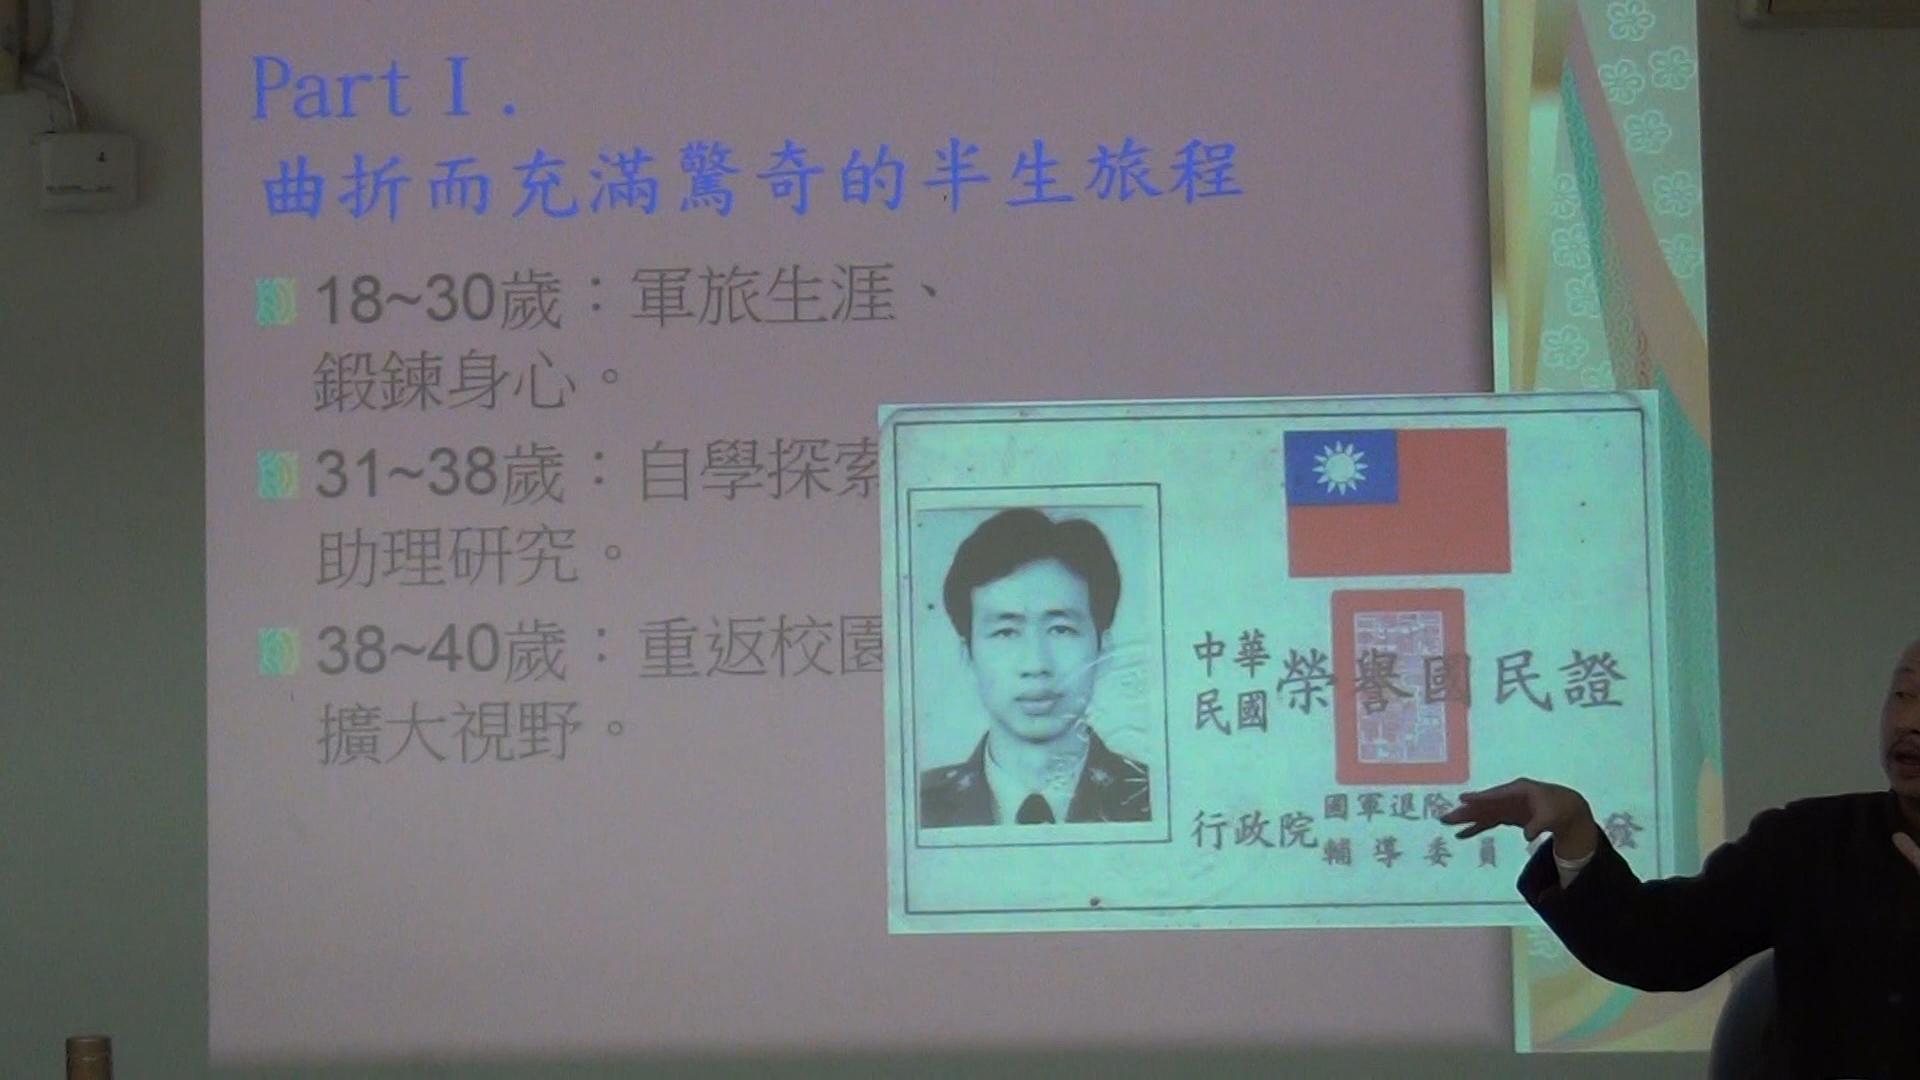 Part I.
曲折而充滿驚奇的半生旅程
18~30歲：軍旅生涯、
鍛鍊身心。
31~38歲：自學探索
助理研究。
38~40歲：重返校園
擴大視野。
中華
民國
榮譽國民證
行政院
國軍退除
輔導委員
發